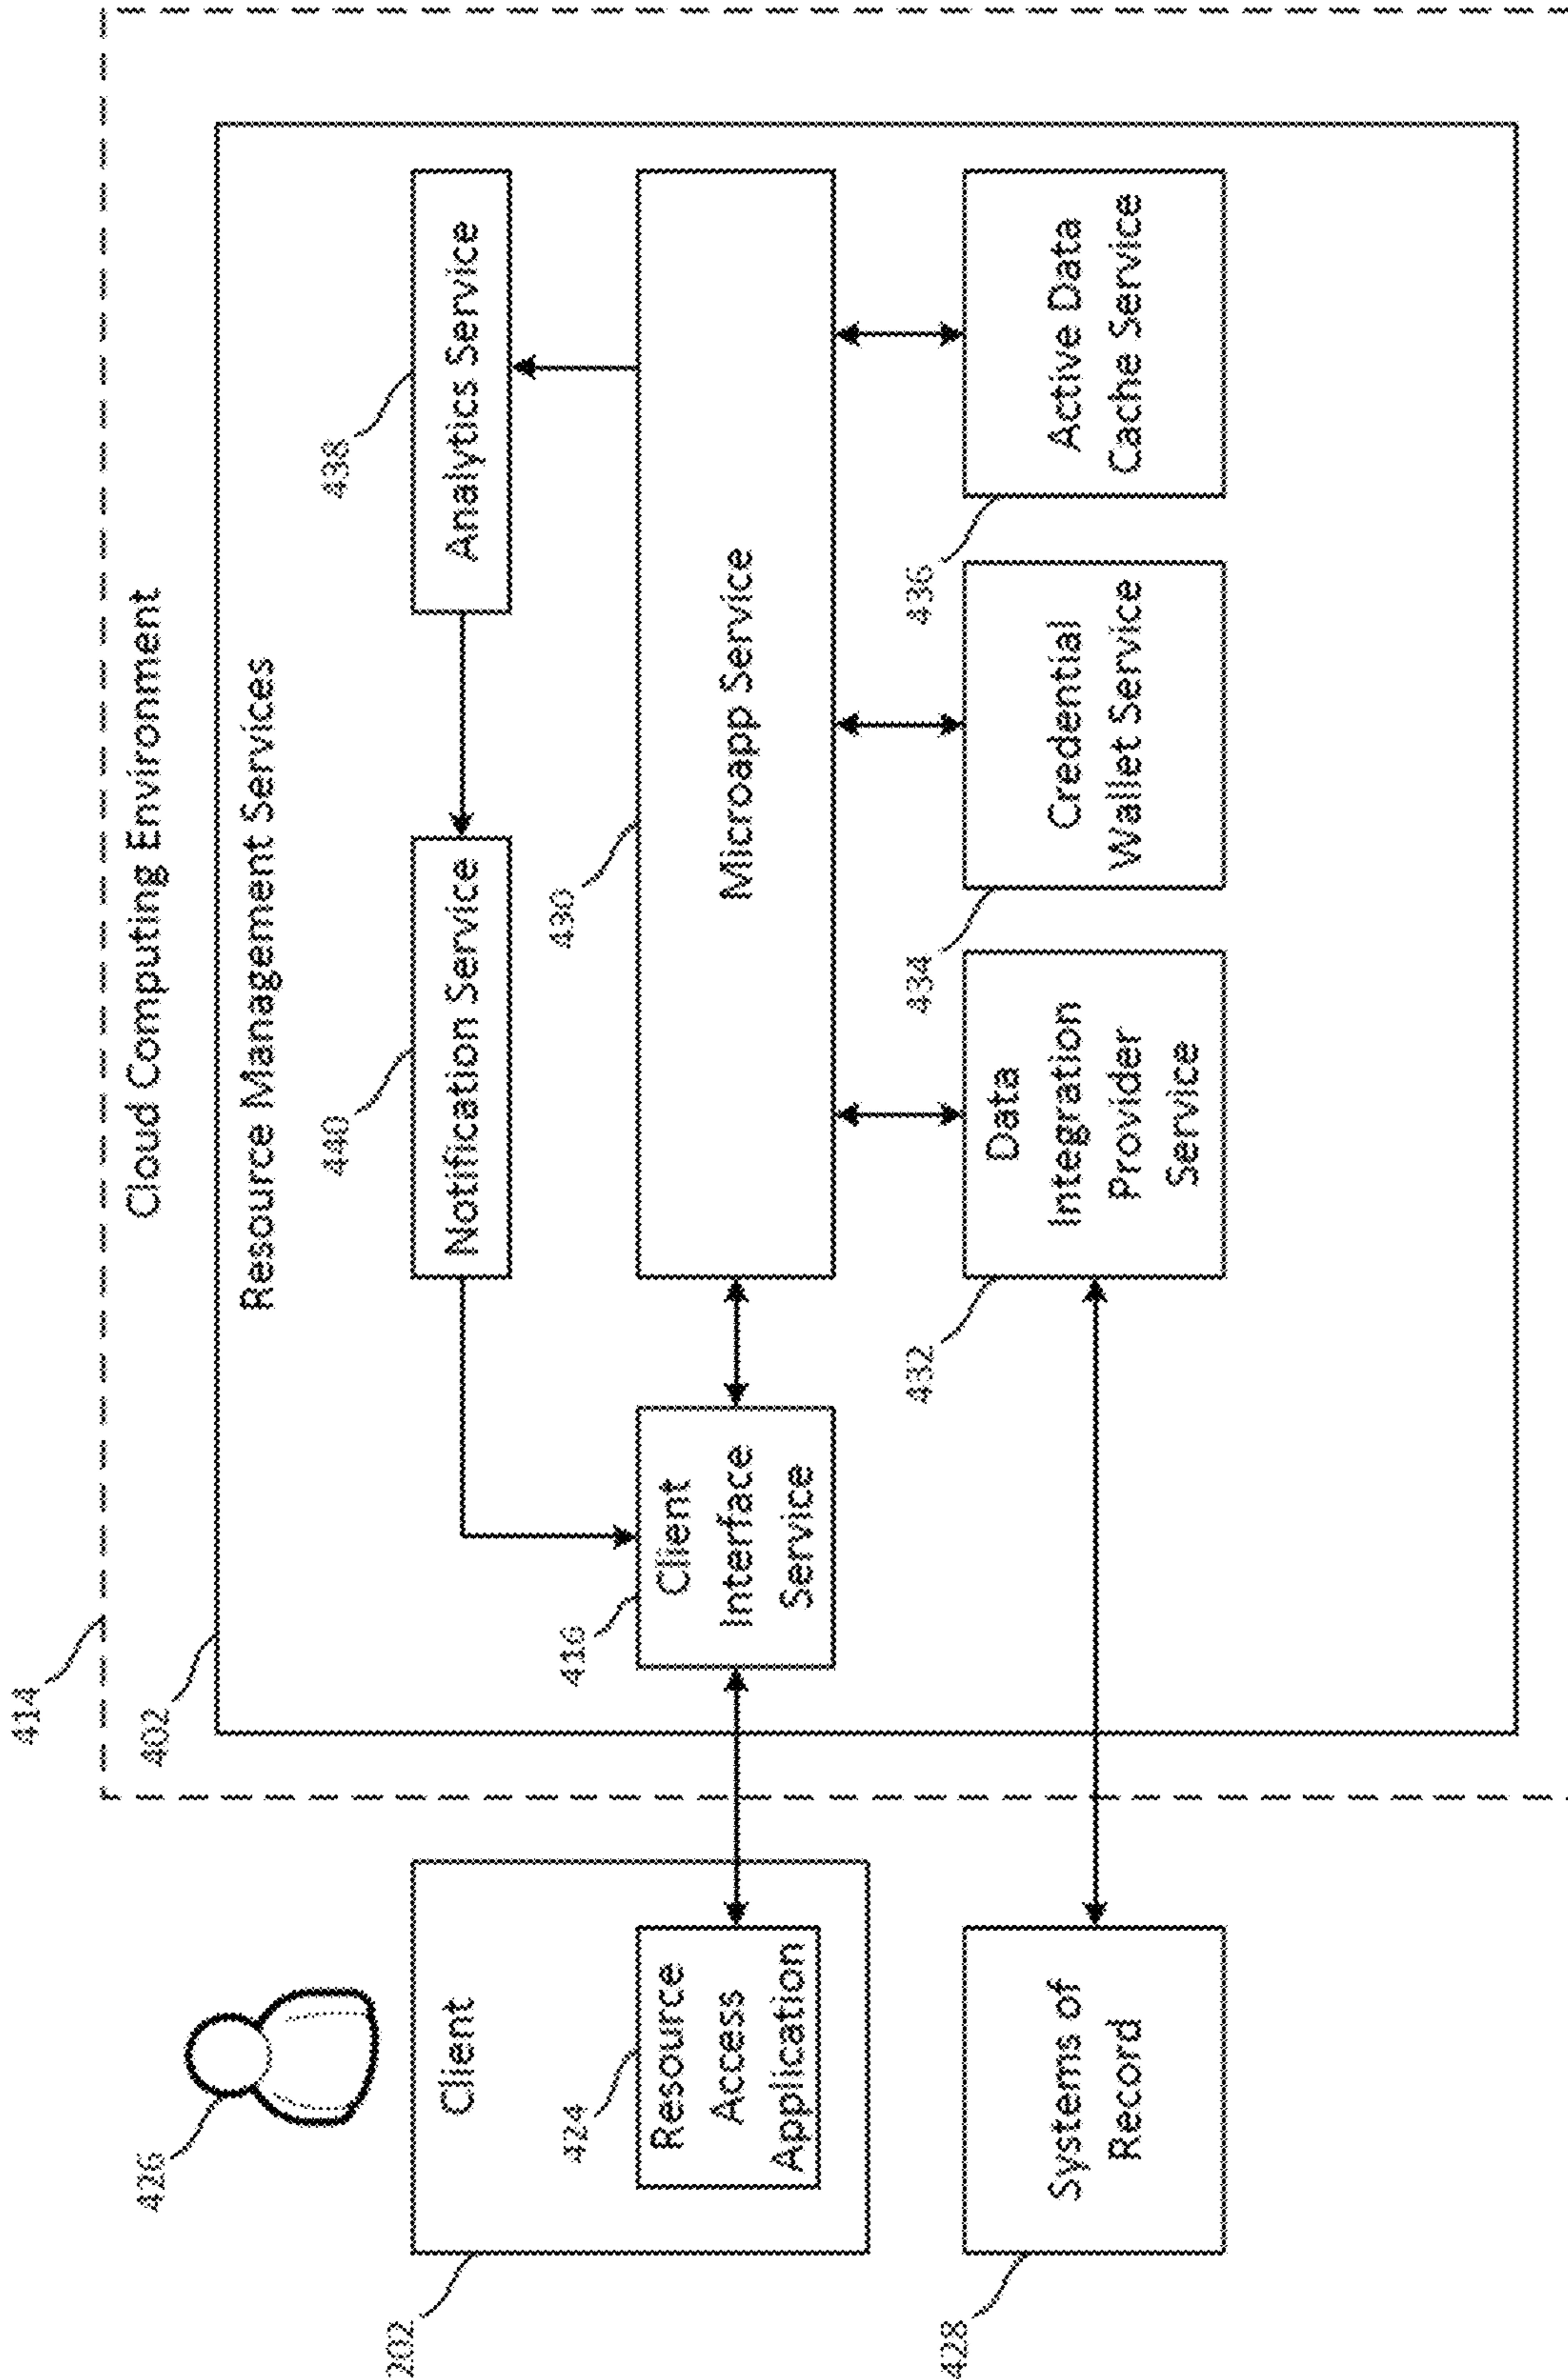 414
Cloud Computing Environment
402
Resource Management Services
426
202
Client
440
Notification Service
438
Analytics Service
424
Resource
Access
Application
416
Client
Interface
Service
430
Microapp Service
428
Systems of
Record
432
Data
Integration
Provider
Service
434
Credential
Wallet Service
436
Active Data
Cache Service